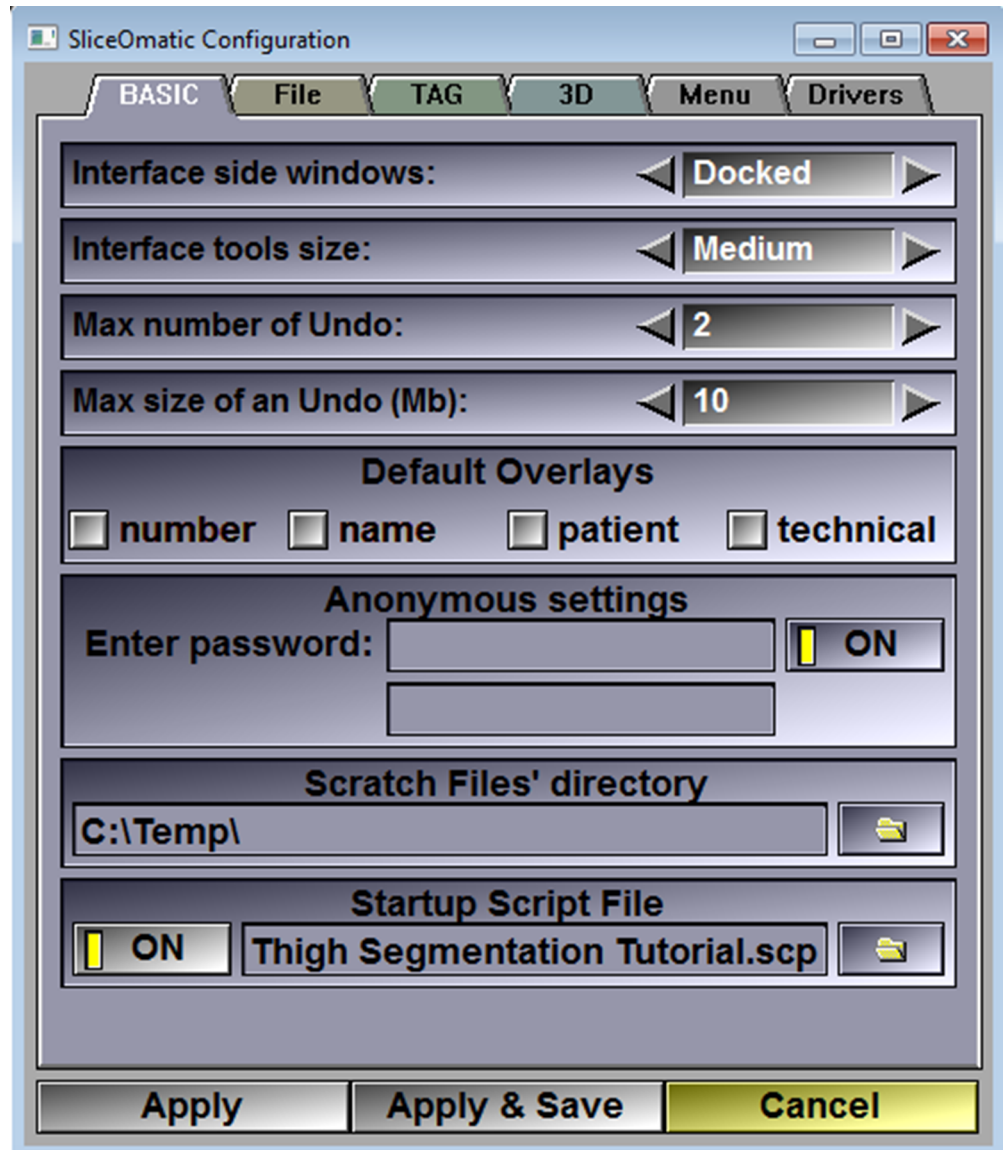 SliceOmatic Configuration
BASIC File TAG 3D Menu Drivers
Interface side windows: Docked
Interface tools size: Medium
Max number of Undo: 2
Max size of an Undo (Mb): 10
Default Overlays
number name patient technical
Anonymous settings
Enter password: ON
Scratch Files' directory
C:\Temp\
Startup Script File
ON Thigh Segmentation Tutorial.scp
Apply Apply & Save Cancel